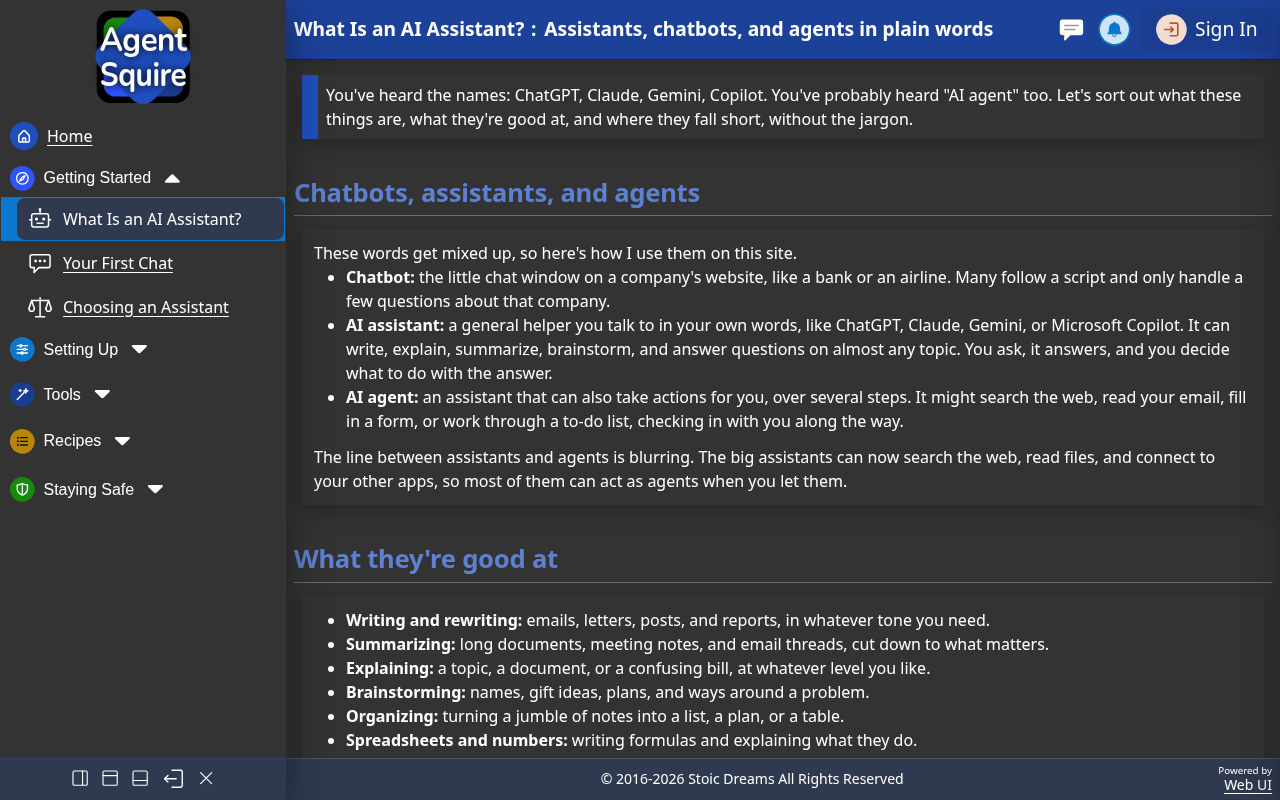 Agent
Squire
Home
Getting Started
What Is an AI Assistant?
Your First Chat
Choosing an Assistant
Setting Up
Tools
Recipes
Staying Safe
What Is an AI Assistant? : Assistants, chatbots, and agents in plain words
Sign In
You've heard the names: ChatGPT, Claude, Gemini, Copilot. You've probably heard "AI agent" too. Let's sort out what these
things are, what they're good at, and where they fall short, without the jargon.
Chatbots, assistants, and agents
These words get mixed up, so here's how I use them on this site.
• Chatbot: the little chat window on a company's website, like a bank or an airline. Many follow a script and only handle a
few questions about that company.
• AI assistant: a general helper you talk to in your own words, like ChatGPT, Claude, Gemini, or Microsoft Copilot. It can
write, explain, summarize, brainstorm, and answer questions on almost any topic. You ask, it answers, and you decide
what to do with the answer.
• AI agent: an assistant that can also take actions for you, over several steps. It might search the web, read your email, fill
in a form, or work through a to-do list, checking in with you along the way.
The line between assistants and agents is blurring. The big assistants can now search the web, read files, and connect to
your other apps, so most of them can act as agents when you let them.
What they're good at
• Writing and rewriting: emails, letters, posts, and reports, in whatever tone you need.
• Summarizing: long documents, meeting notes, and email threads, cut down to what matters.
• Explaining: a topic, a document, or a confusing bill, at whatever level you like.
• Brainstorming: names, gift ideas, plans, and ways around a problem.
• Organizing: turning a jumble of notes into a list, a plan, or a table.
• Spreadsheets and numbers: writing formulas and explaining what they do.
© 2016-2026 Stoic Dreams All Rights Reserved
Powered by
Web UI